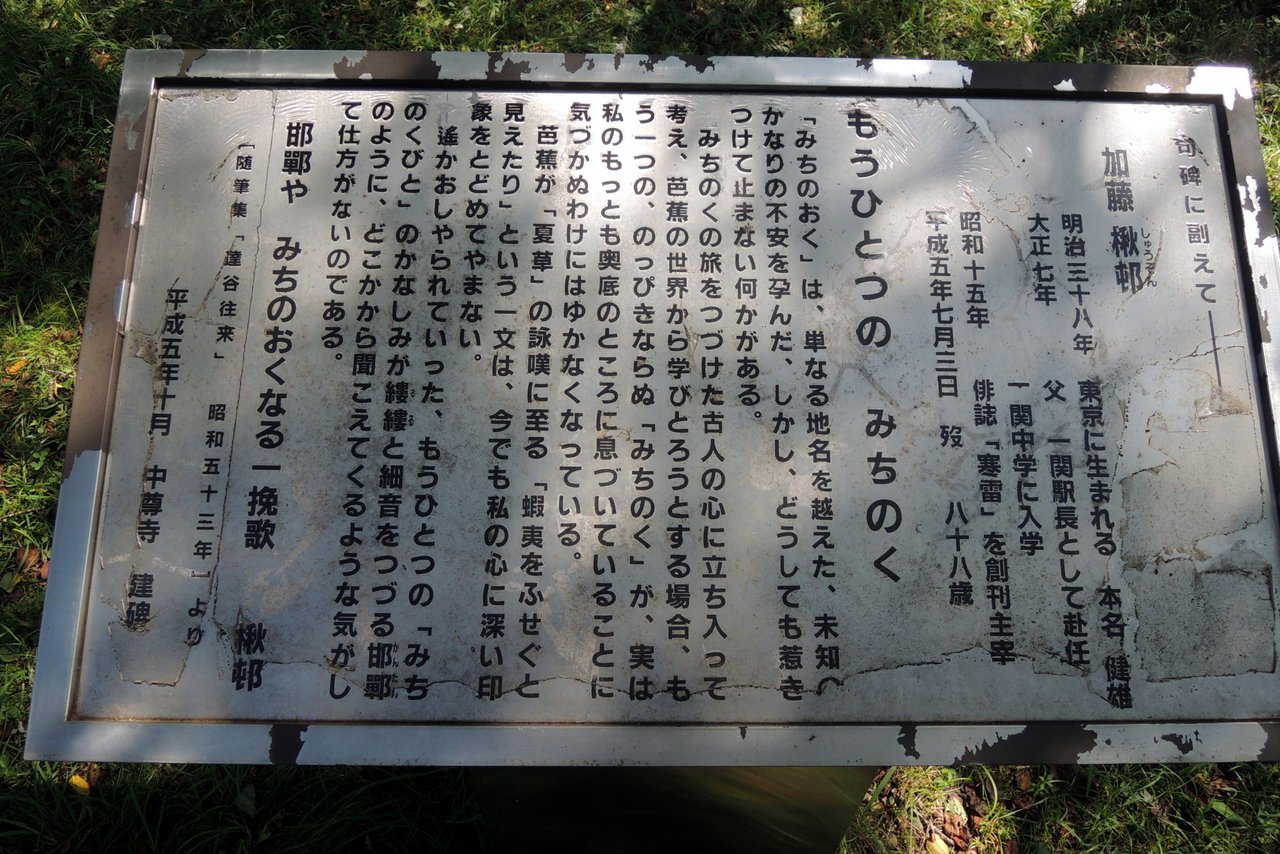 句碑に副えて――
加藤 楸邨
しゅうそん
明治三十八年 東京に生まれる 本名 健雄
父 一関駅長として赴任
大正七年 一関中学に入学
昭和十五年 俳誌「寒雷」を創刊主宰
平成五年七月三日 歿 八十八歳
もうひとつの みちのく
「みちのおく」は、単なる地名を越えた、未知へ
かなりの不安を孕んだ、しかし、どうしても惹き
つけて止まない何かがある。
みちのくの旅をつづけた古人の心に立ち入って
考え、芭蕉の世界から学びとろうとする場合、も
う一つの、のっぴきならぬ「みちのく」が、実は
私のもっとも奥底のところに息づいていることに
気づかぬわけにはゆかなくなっている。
芭蕉が「夏草」の詠嘆に至る「蝦夷をふせぐと
見えたり」という一文は、今でも私の心に深い印
象をとどめてやまない。
遙かおしやられていった、もうひとつの「みち
のくびと」のかなしみが縷縷と細音をつづる邯鄲
るる
かんたん
のように、どこかから聞こえてくるような気がし
て仕方がないのである。
邯鄲や みちのおくなる一挽歌 楸邨
「随筆集「達谷往来」 昭和五十三年』より
平成五年十月 中尊寺 建碑